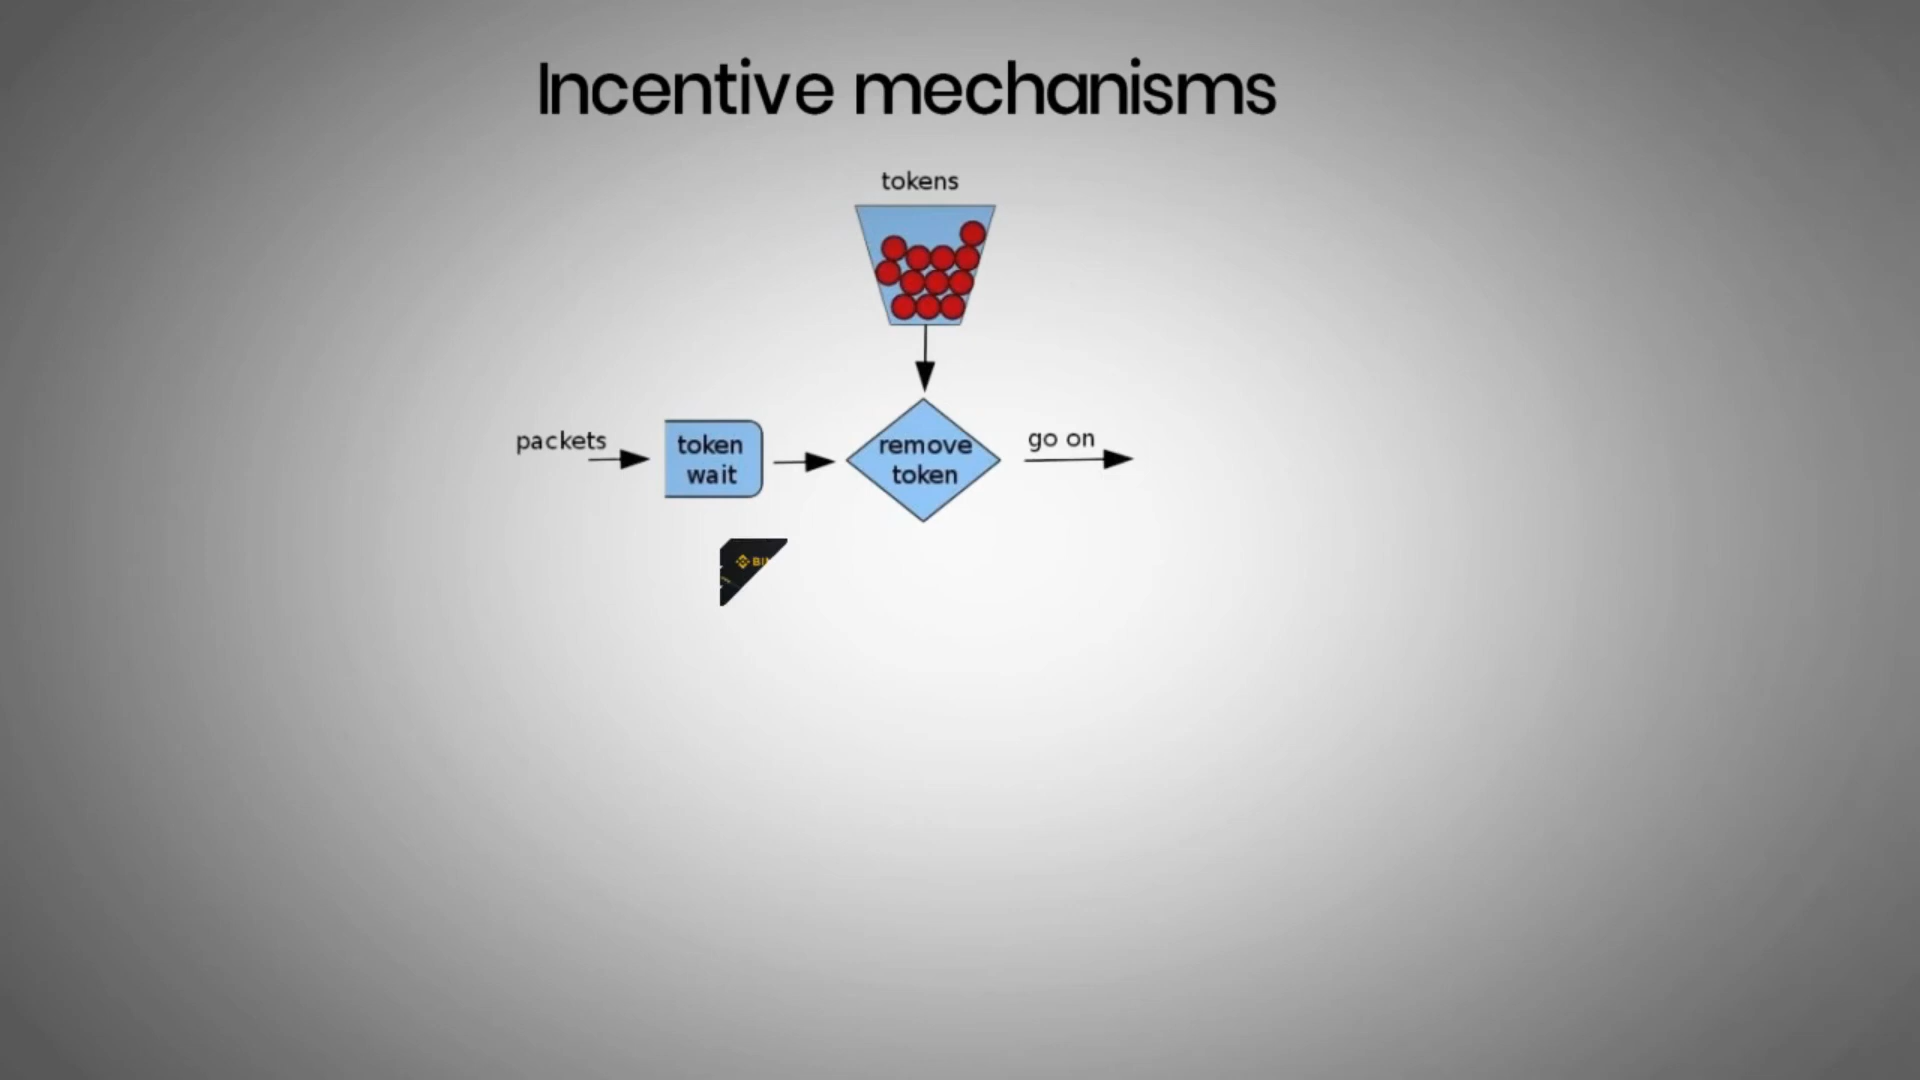 Incentive mechanisms
tokens
packets
token
wait
remove
token
go on